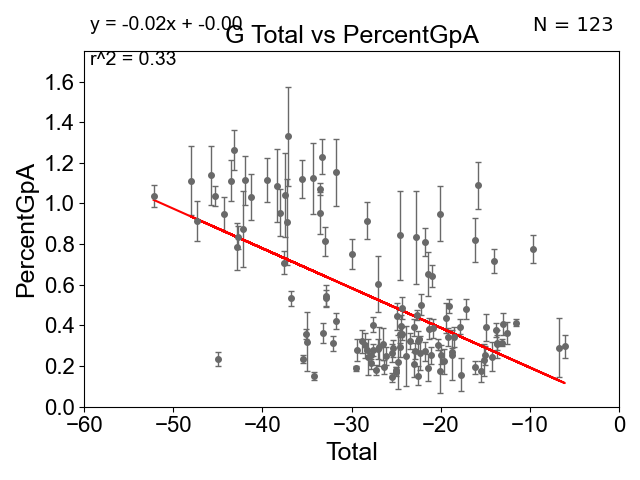 y = -0.02x + -0.00
N = 123
G Total vs PercentGpA
r^2 = 0.33
PercentGpA
1.6
1.4
1.2
1.0
0.8
0.6
0.4
0.2
0.0
−60 −50 −40 −30 −20 −10 0
Total